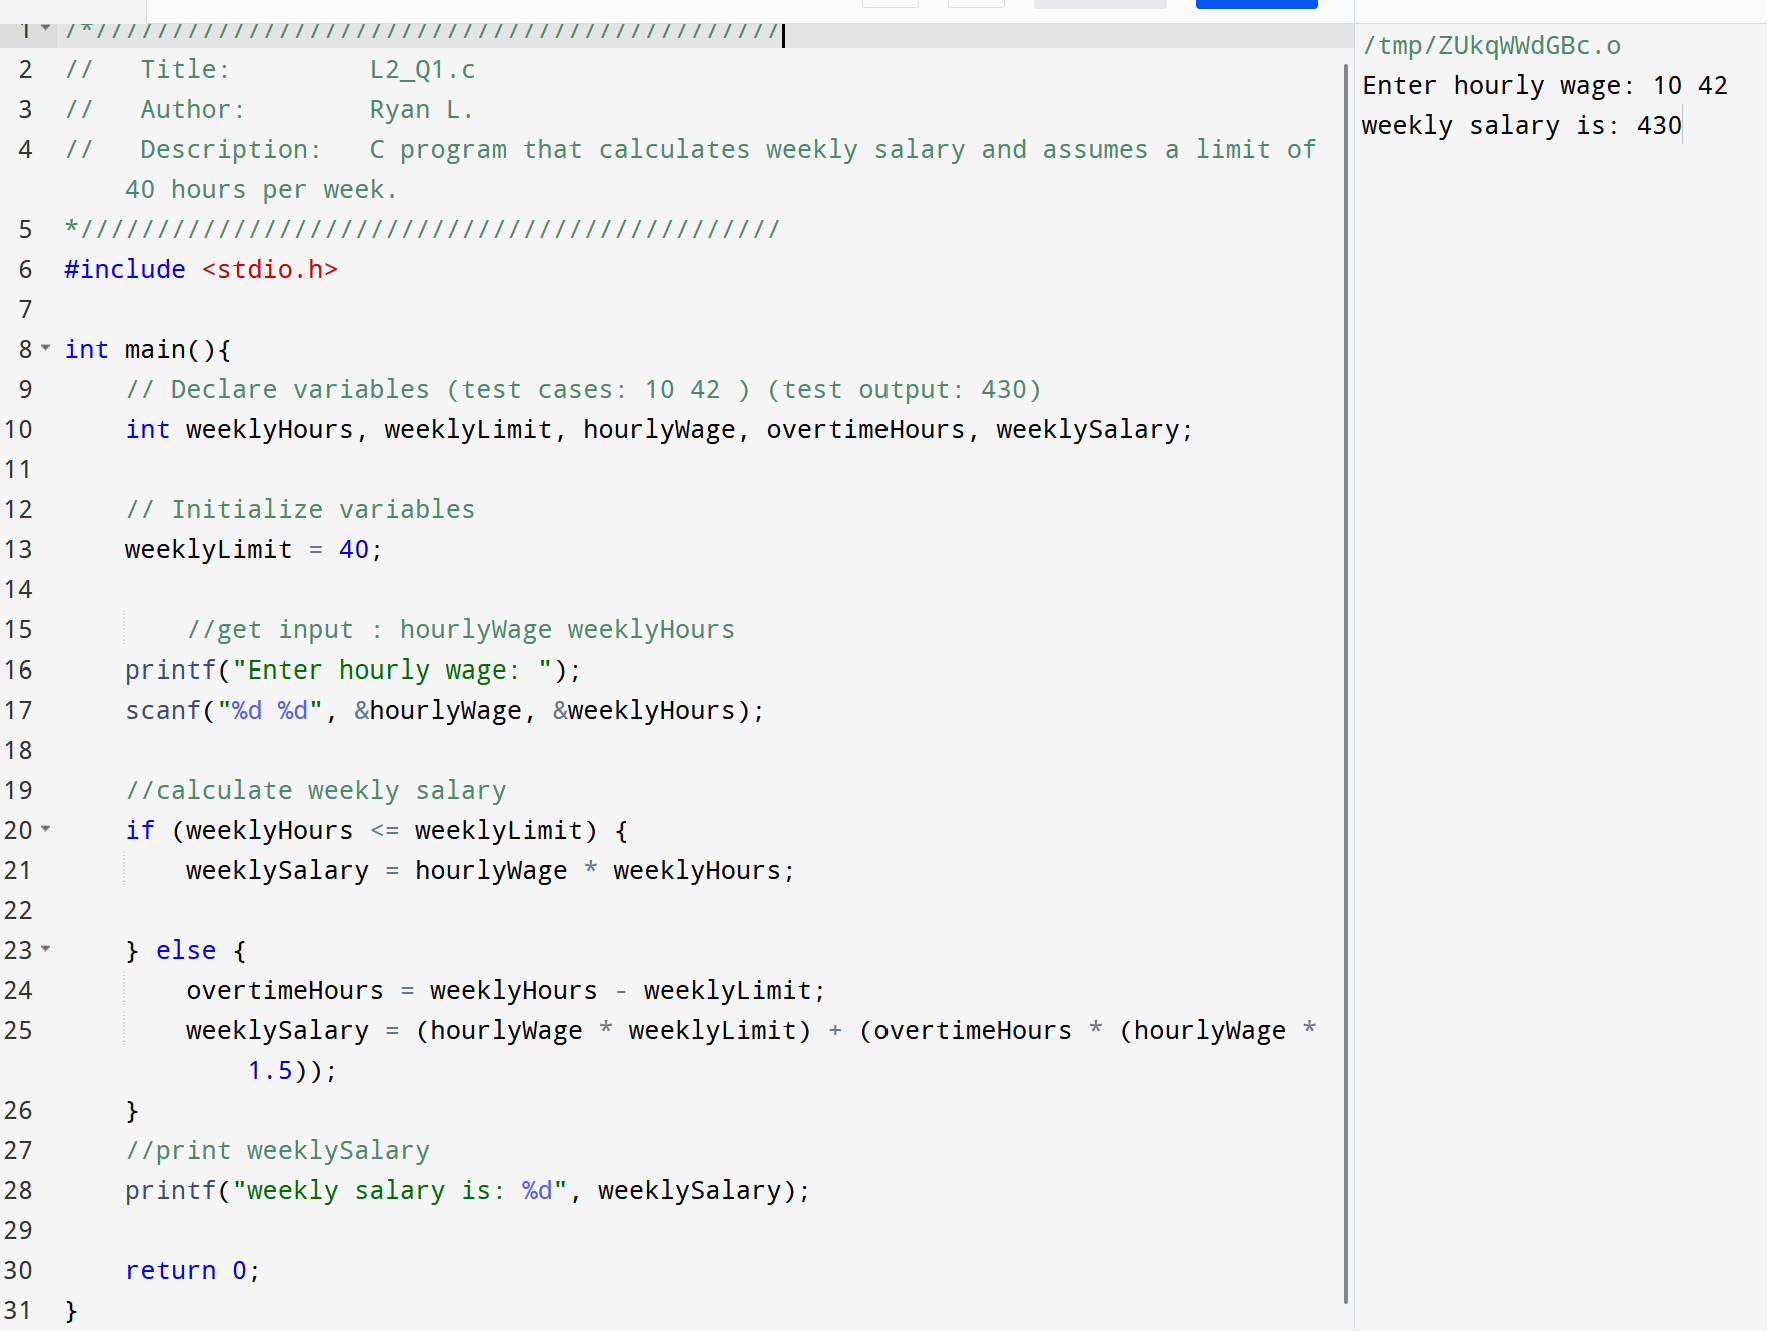 1 /*/////////////////////////////////////////////
2 //   Title:         L2_Q1.c
3 //   Author:        Ryan L.
4 //   Description:   C program that calculates weekly salary and assumes a limit of
    40 hours per week.
5 *//////////////////////////////////////////////
6 #include <stdio.h>
7
8 int main(){
9     // Declare variables (test cases: 10 42 ) (test output: 430)
10     int weeklyHours, weeklyLimit, hourlyWage, overtimeHours, weeklySalary;
11
12     // Initialize variables
13     weeklyLimit = 40;
14
15         //get input : hourlyWage weeklyHours
16     printf("Enter hourly wage: ");
17     scanf("%d %d", &hourlyWage, &weeklyHours);
18
19     //calculate weekly salary
20     if (weeklyHours <= weeklyLimit) {
21         weeklySalary = hourlyWage * weeklyHours;
22
23     } else {
24         overtimeHours = weeklyHours - weeklyLimit;
25         weeklySalary = (hourlyWage * weeklyLimit) + (overtimeHours * (hourlyWage *
            1.5));
26     }
27     //print weeklySalary
28     printf("weekly salary is: %d", weeklySalary);
29
30     return 0;
31 }
/tmp/ZUkqWWdGBc.o
Enter hourly wage: 10 42
weekly salary is: 430